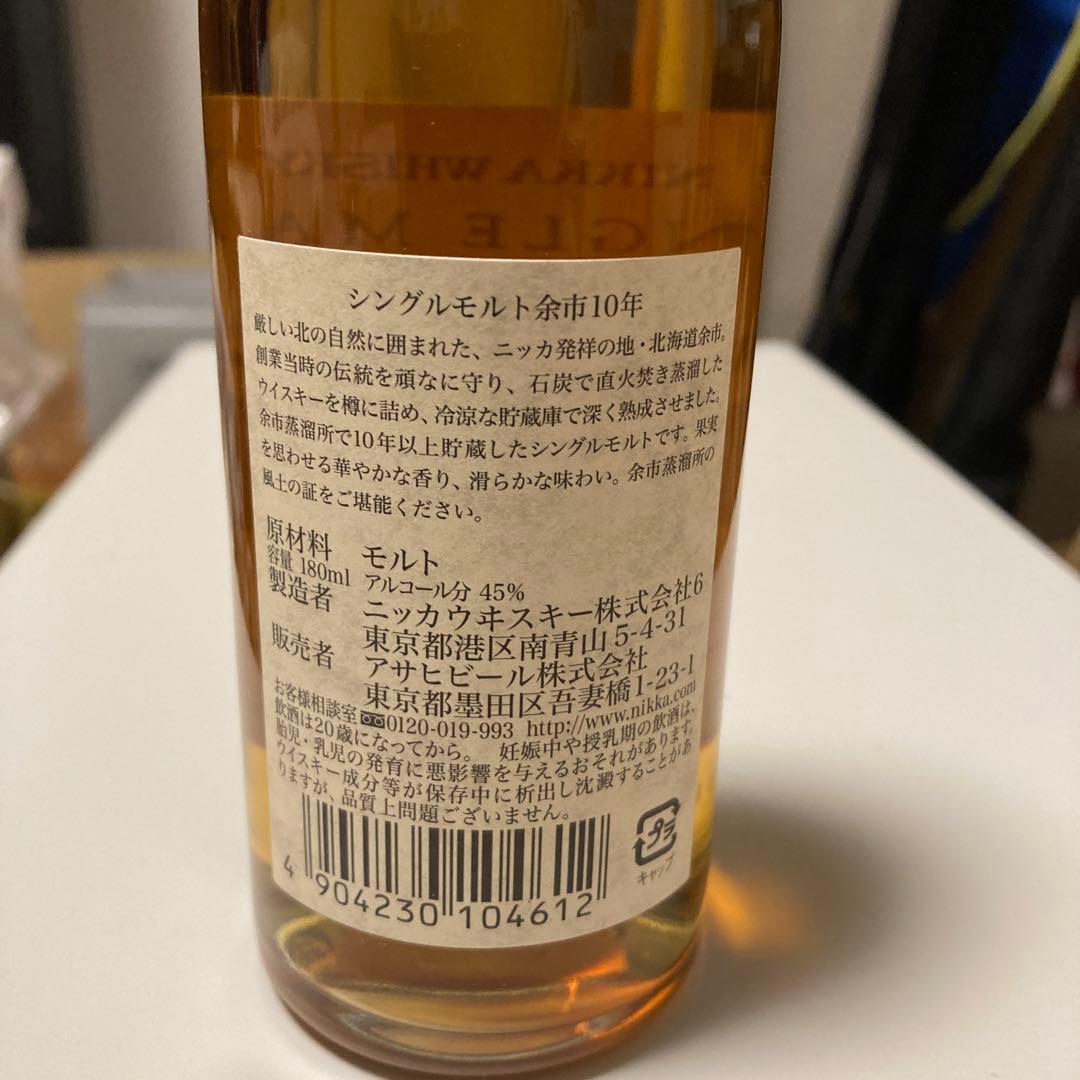 NIKKA WHISKY
NGLE MA
シングルモルト余市10年
厳しい北の自然に囲まれた、ニッカ発祥の地・北海道余市。
創業当時の伝統を頑なに守り、石炭で直火焚き蒸溜した
ウイスキーを樽に詰め、冷涼な貯蔵庫で深く熟成させました。
余市蒸溜所で10年以上貯蔵したシングルモルトです。果実
を思わせる華やかな香り、滑らかな味わい。余市蒸溜所の
風土の証をご堪能ください。
原材料 モルト
容量 180ml アルコール分 45%
製造者 ニッカウヰスキー株式会社6
東京都港区南青山5-4-31
販売者 アサヒビール株式会社
東京都墨田区吾妻橋1-23-1
お客様相談室 0120-019-993 http://www.nikka.com
飲酒は20歳になってから。 妊娠中や授乳期の飲酒は、
胎児・乳児の発育に悪影響を与えるおそれがあります。
ウイスキー成分等が保存中に析出し沈澱することがあ
りますが、品質上問題ございません。
4 904230 104612
プラ
キャップ